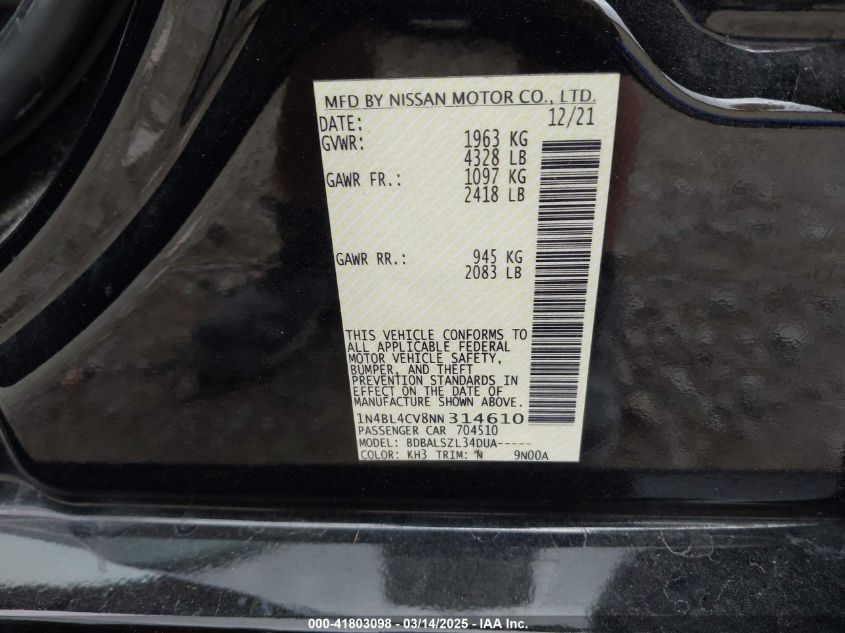 MFD BY NISSAN MOTOR CO., LTD.
DATE: 12/21
GVWR: 1963 KG
4328 LB
GAWR FR.: 1097 KG
2418 LB
GAWR RR.: 945 KG
2083 LB
THIS VEHICLE CONFORMS TO
ALL APPLICABLE FEDERAL
MOTOR VEHICLE SAFETY,
BUMPER, AND THEFT
PREVENTION STANDARDS IN
EFFECT ON THE DATE OF
MANUFACTURE SHOWN ABOVE.
1N4BL4CV8NN314610
PASSENGER CAR 704510
MODEL: BDBALSZL34DUA-----
COLOR: KH3 TRIM: N 9N00A
000-41803098 - 03/14/2025 - IAA Inc.